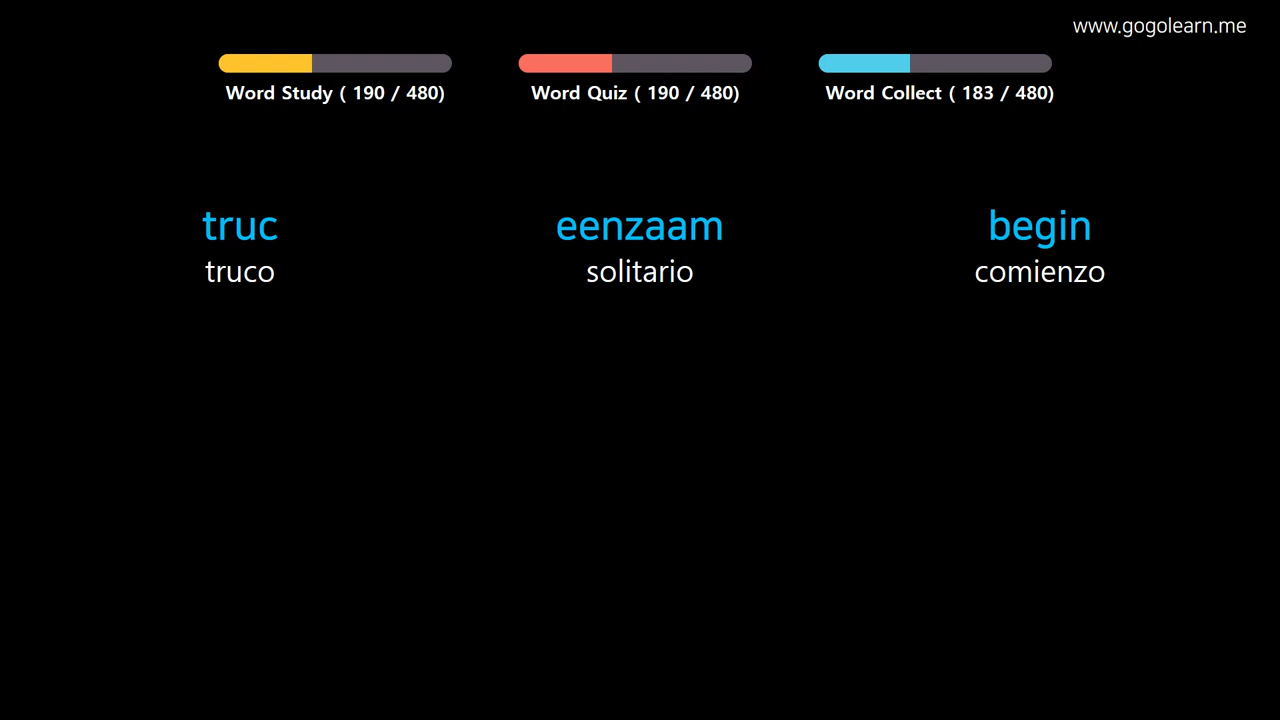 www.gogolearn.me
Word Study ( 190 / 480)
Word Quiz ( 190 / 480)
Word Collect ( 183 / 480)
truc
eenzaam
begin
truco
solitario
comienzo